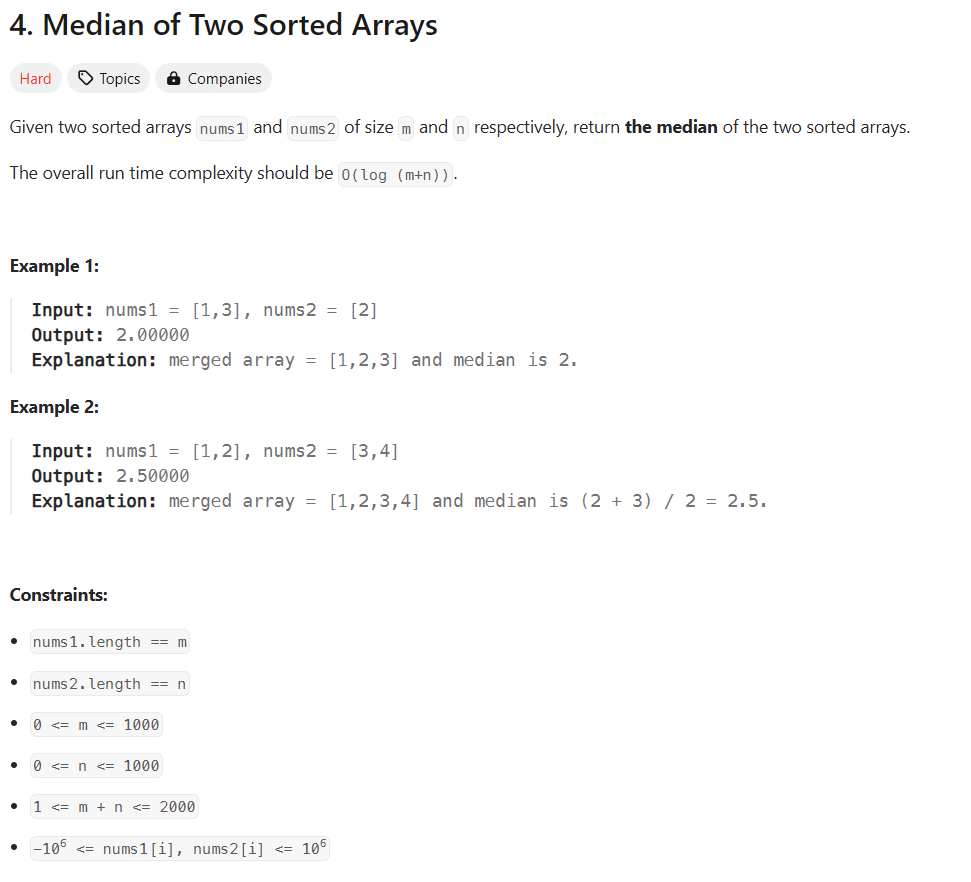 4. Median of Two Sorted Arrays
Hard Topics Companies
Given two sorted arrays nums1 and nums2 of size m and n respectively, return the median of the two sorted arrays.
The overall run time complexity should be O(log (m+n)).
Example 1:
Input: nums1 = [1,3], nums2 = [2]
Output: 2.00000
Explanation: merged array = [1,2,3] and median is 2.
Example 2:
Input: nums1 = [1,2], nums2 = [3,4]
Output: 2.50000
Explanation: merged array = [1,2,3,4] and median is (2 + 3) / 2 = 2.5.
Constraints:
• nums1.length == m
• nums2.length == n
• 0 <= m <= 1000
• 0 <= n <= 1000
• 1 <= m + n <= 2000
• -10⁶ <= nums1[i], nums2[i] <= 10⁶